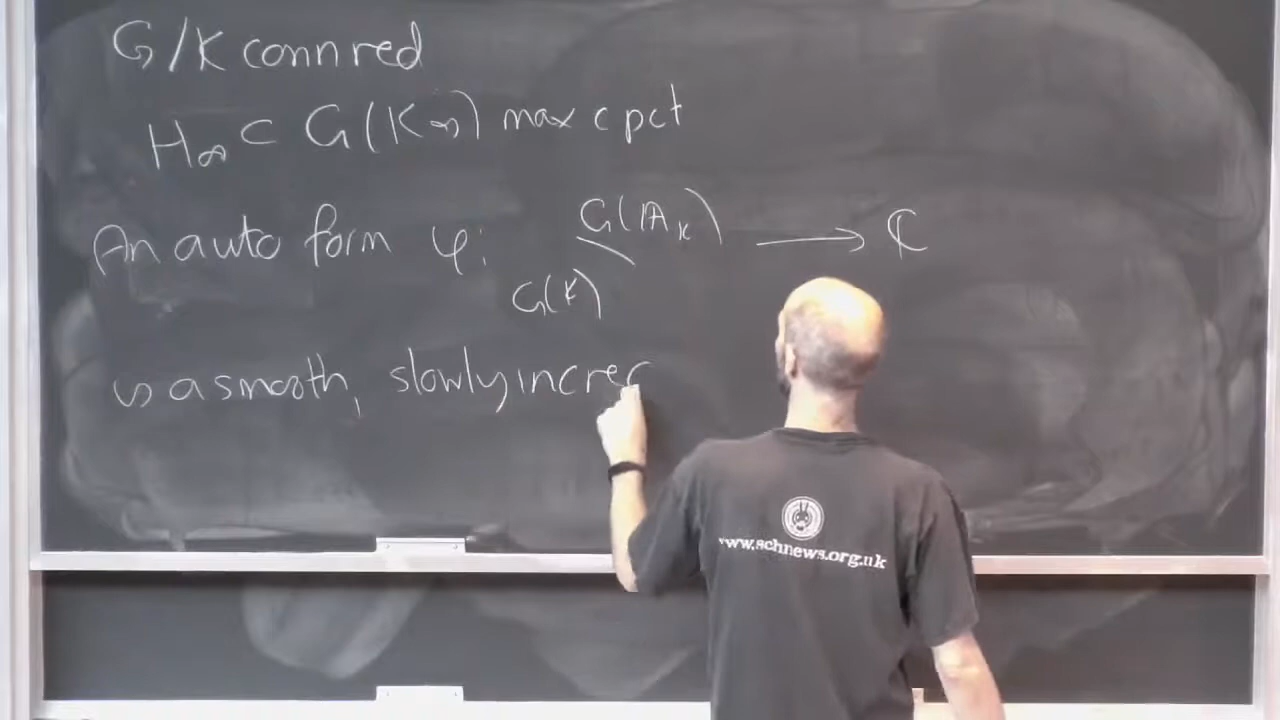 G/K conn red
H∞ ⊂ G(K∞) max cpct
An auto form φ: G(K)\G(𝔸_K) ⟶ ℂ
is a smooth, slowly increa
www.schnews.org.uk